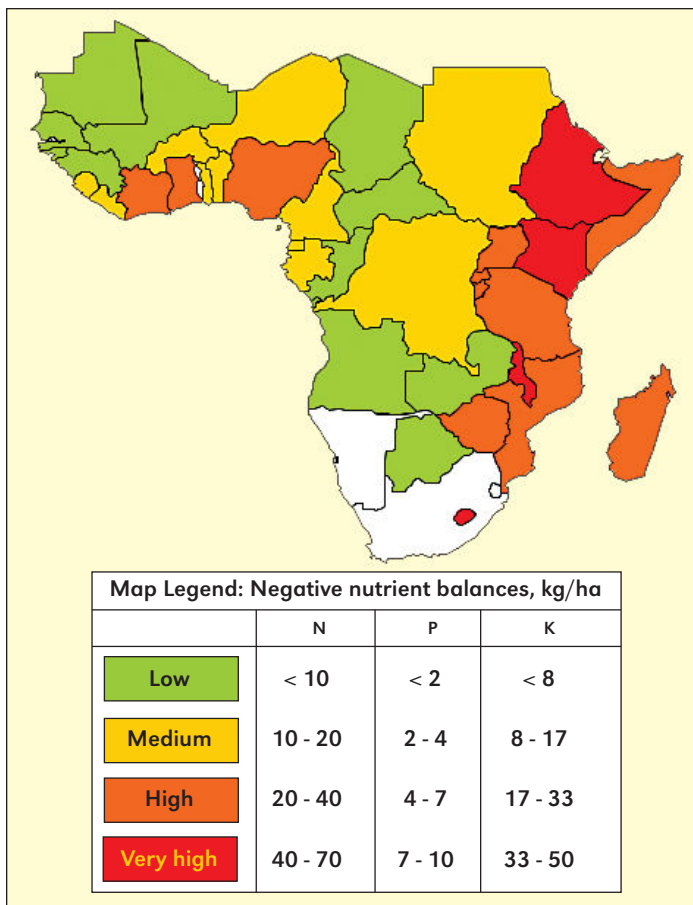 Map Legend: Negative nutrient balances, kg/ha
N P K
Low < 10 < 2 < 8
Medium 10 - 20 2 - 4 8 - 17
High 20 - 40 4 - 7 17 - 33
Very high 40 - 70 7 - 10 33 - 50